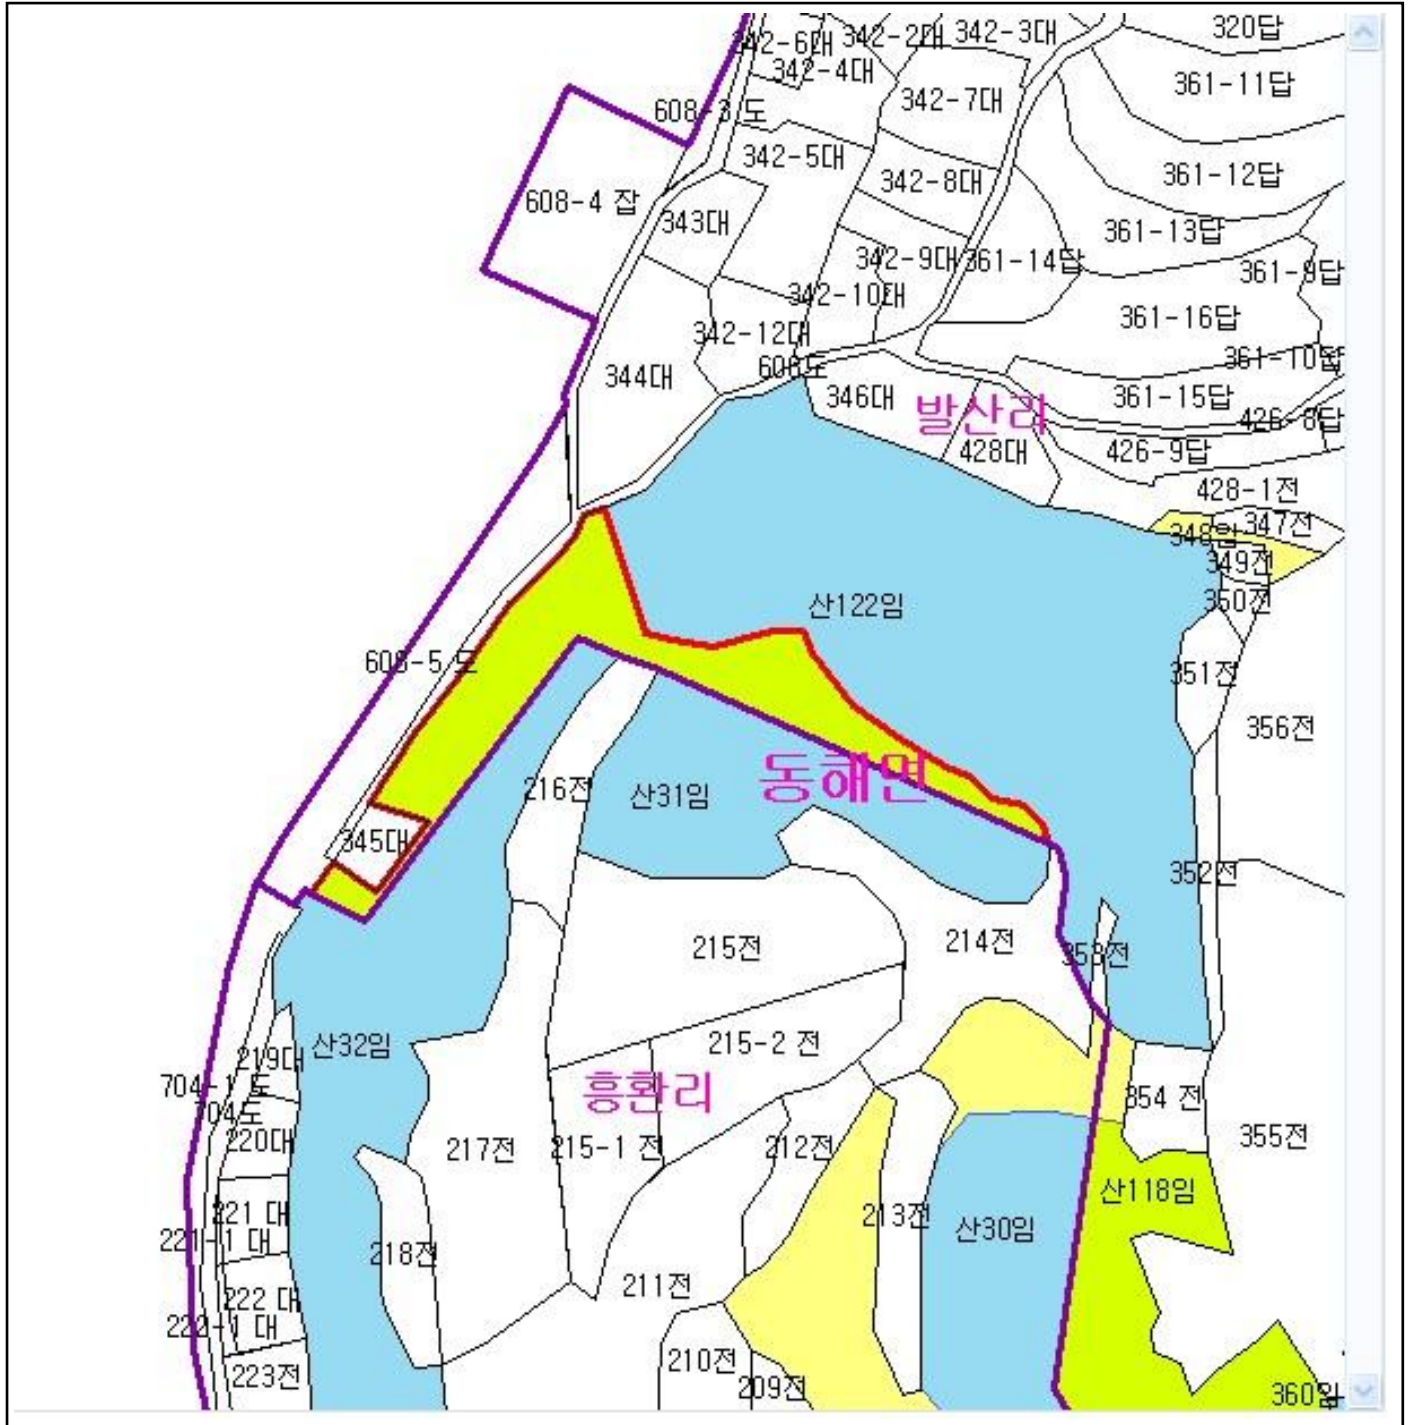 342-6대 342-2대 342-3대 320답
342-4대
361-11답
608-3 도 342-7대
342-5대
342-8대 361-12답
608-4 잡
343대
361-13답
342-9대 361-14답 361-9답
342-10대
361-16답
342-12대
361-10답
608도
344대
346대 361-15답
발산리 426-8답
428대 426-9답
428-1전
347전
348임
349전
산122임 350전
608-5 도 351전
356전
동해면
216전 산31임
345대
352전
215전 214전
353전
산32임 215-2 전
219대
704-1 도
흥환리 354 전
704도
220대 217전 215-1 전 212전 355전
산118임
221 대 213전 산30임
221-1 대
218전
211전
222 대
222-1 대
210전
223전 209전
360임